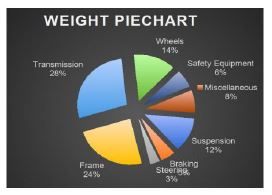 WEIGHT PIECHART
Wheels
14%
Transmission
28%
Safety Equipment
6%
Miscellaneous
8%
Suspension
12%
Braking
Steering
3%
Frame
24%